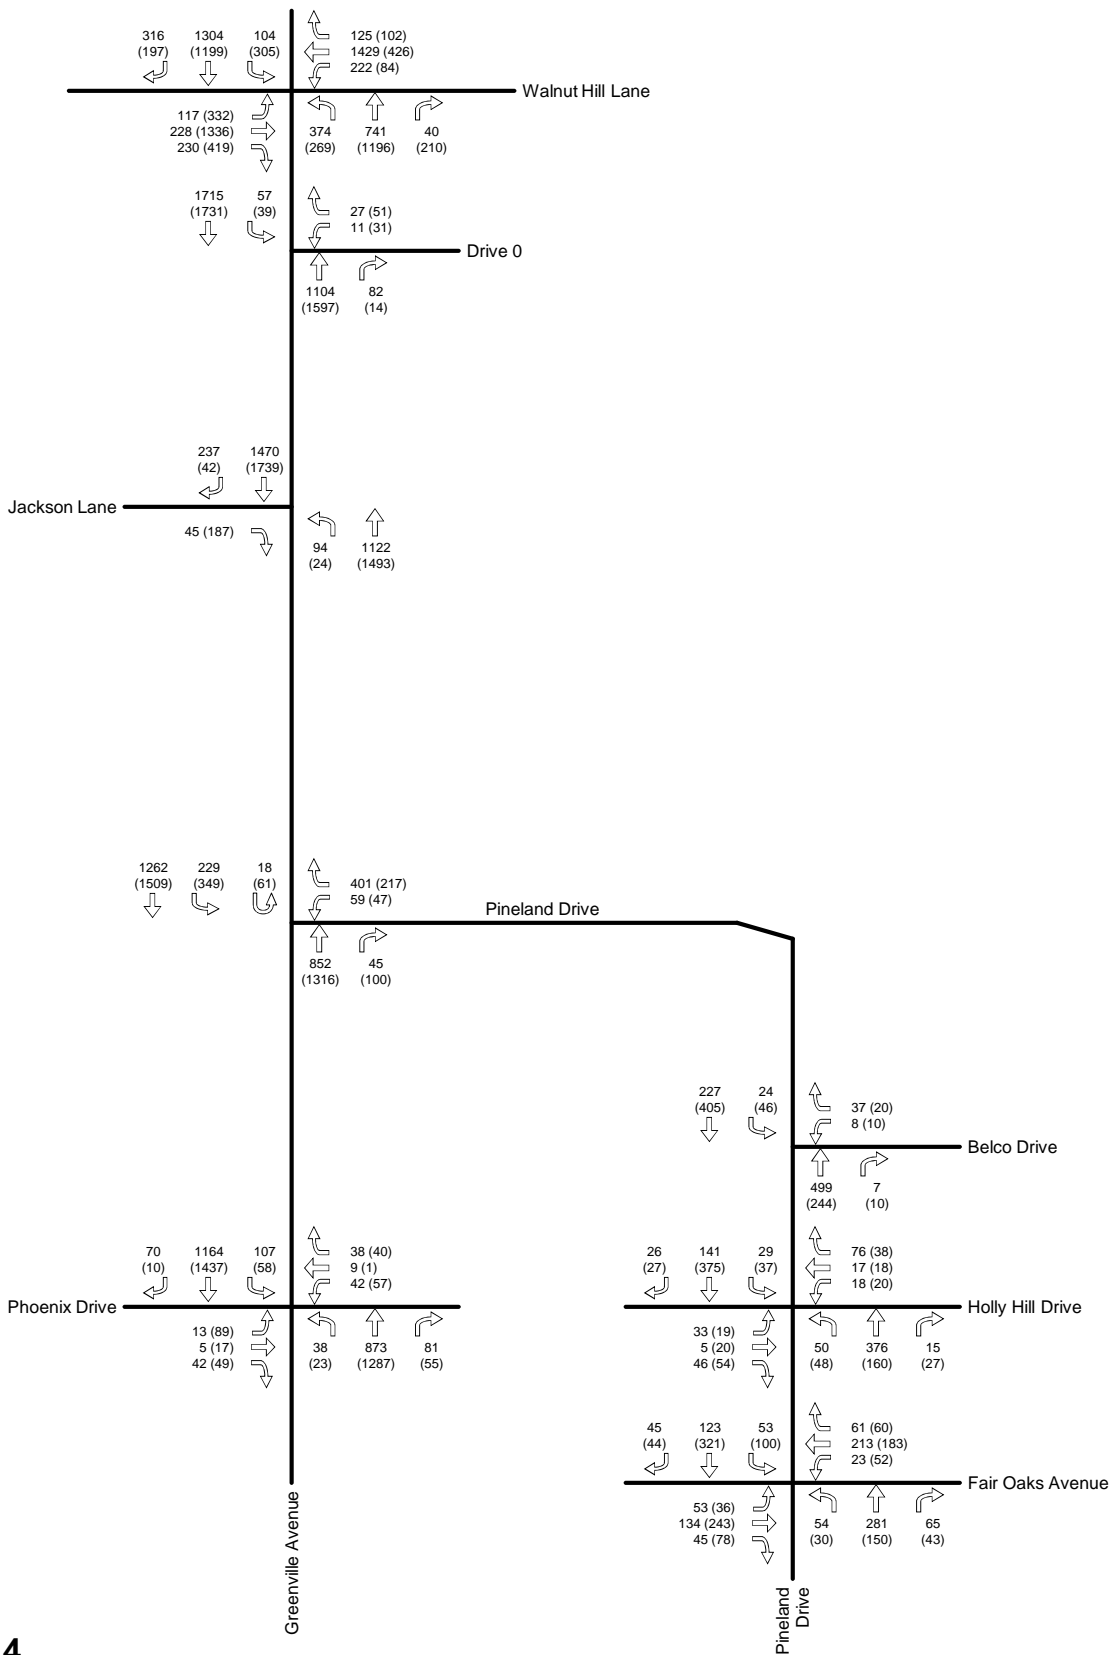 316 1304 104 125 (102)
(197) (1199) (305) 1429 (426)
222 (84)
Walnut Hill Lane
117 (332)
228 (1336) 374 741 40
230 (419) (269) (1196) (210)
1715 57 27 (51)
(1731) (39) 11 (31)
Drive 0
1104 82
(1597) (14)
237 1470
(42) (1739)
Jackson Lane
45 (187)
94 1122
(24) (1493)
1262 229 18 401 (217)
(1509) (349) (61) 59 (47)
Pineland Drive
852 45
(1316) (100)
227 24 37 (20)
(405) (46) 8 (10)
Belco Drive
499 7
(244) (10)
70 1164 107 38 (40)
(10) (1437) (58) 9 (1)
42 (57)
26 141 29 76 (38)
(27) (375) (37) 17 (18)
18 (20)
Phoenix Drive
Holly Hill Drive
13 (89)
5 (17) 38 873 81
42 (49) (23) (1287) (55)
33 (19)
5 (20) 50 376 15
46 (54) (48) (160) (27)
45 123 53 61 (60)
(44) (321) (100) 213 (183)
23 (52)
Fair Oaks Avenue
53 (36)
134 (243) 54 281 65
45 (78) (30) (150) (43)
Greenville Avenue
Pineland
Drive
4